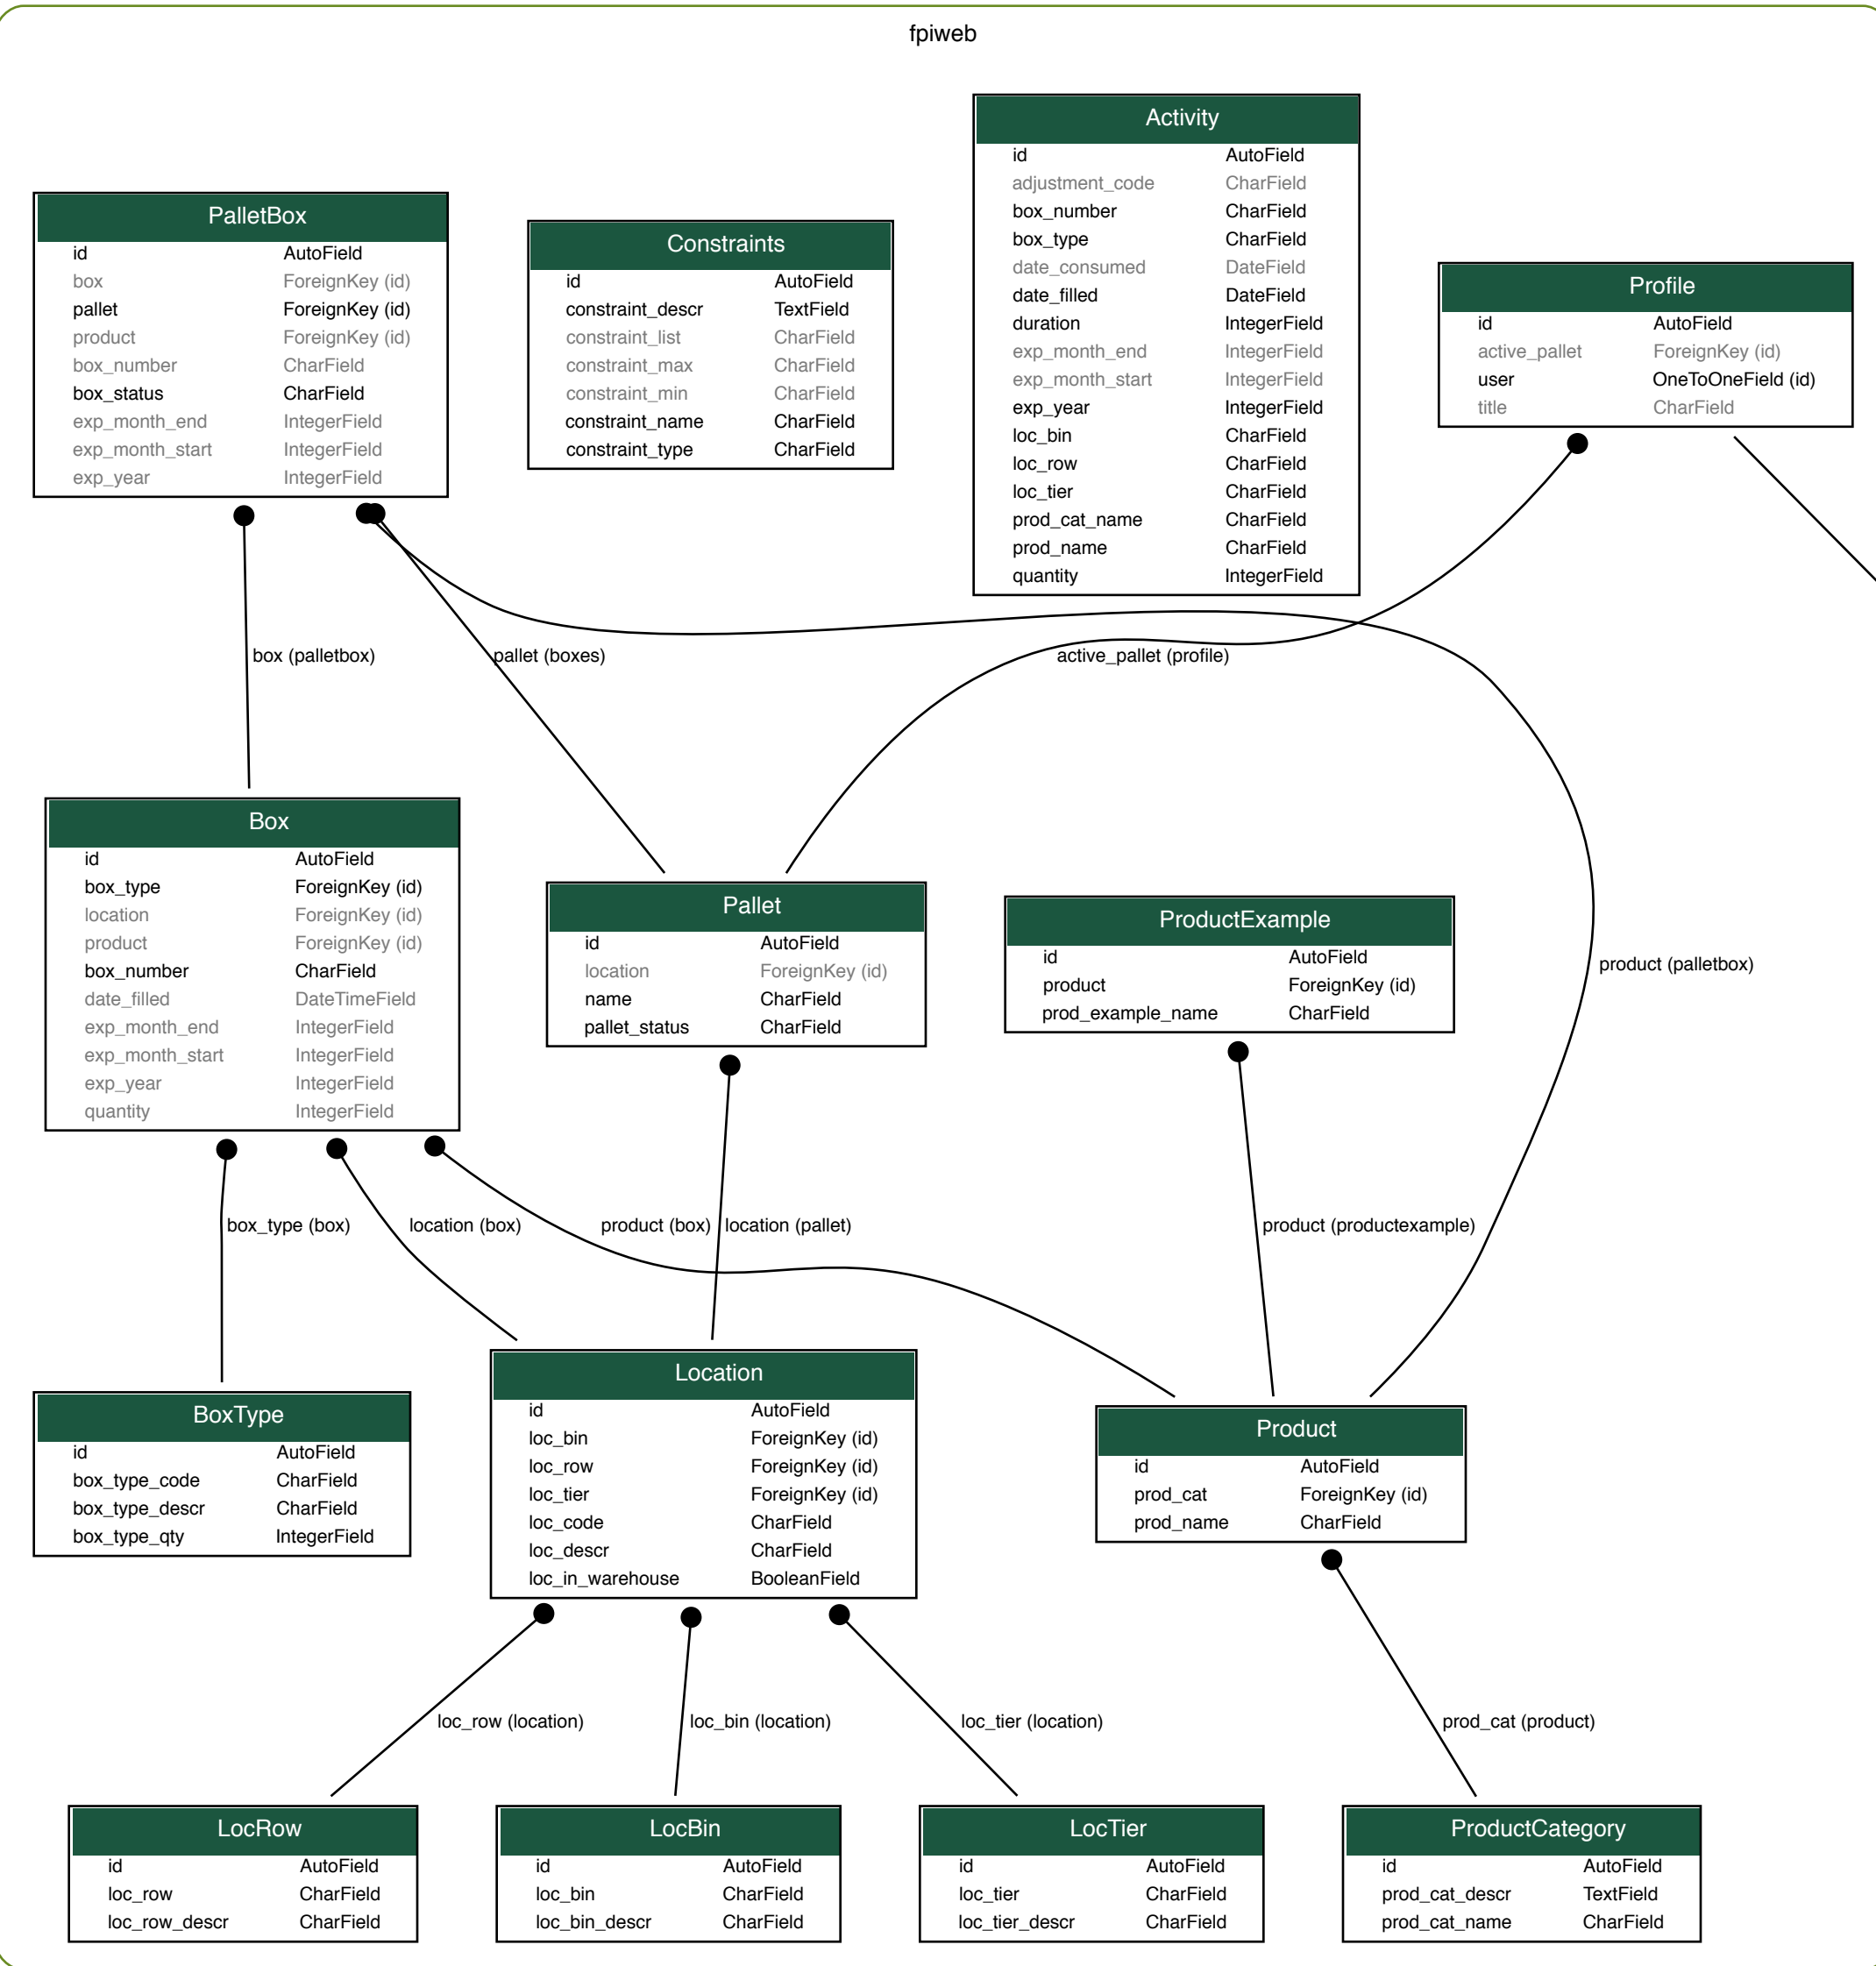 fpiweb
Activity
id AutoField
adjustment_code CharField
box_number CharField
box_type CharField
date_consumed DateField
date_filled DateField
duration IntegerField
exp_month_end IntegerField
exp_month_start IntegerField
exp_year IntegerField
loc_bin CharField
loc_row CharField
loc_tier CharField
prod_cat_name CharField
prod_name CharField
quantity IntegerField
PalletBox
id AutoField
box ForeignKey (id)
pallet ForeignKey (id)
product ForeignKey (id)
box_number CharField
box_status CharField
exp_month_end IntegerField
exp_month_start IntegerField
exp_year IntegerField
Constraints
id AutoField
constraint_descr TextField
constraint_list CharField
constraint_max CharField
constraint_min CharField
constraint_name CharField
constraint_type CharField
Profile
id AutoField
active_pallet ForeignKey (id)
user OneToOneField (id)
title CharField
box (palletbox)
pallet (boxes)
active_pallet (profile)
Box
id AutoField
box_type ForeignKey (id)
location ForeignKey (id)
product ForeignKey (id)
box_number CharField
date_filled DateTimeField
exp_month_end IntegerField
exp_month_start IntegerField
exp_year IntegerField
quantity IntegerField
Pallet
id AutoField
location ForeignKey (id)
name CharField
pallet_status CharField
ProductExample
id AutoField
product ForeignKey (id)
prod_example_name CharField
product (palletbox)
box_type (box)
location (box)
product (box)
location (pallet)
product (productexample)
BoxType
id AutoField
box_type_code CharField
box_type_descr CharField
box_type_qty IntegerField
Location
id AutoField
loc_bin ForeignKey (id)
loc_row ForeignKey (id)
loc_tier ForeignKey (id)
loc_code CharField
loc_descr CharField
loc_in_warehouse BooleanField
Product
id AutoField
prod_cat ForeignKey (id)
prod_name CharField
loc_row (location)
loc_bin (location)
loc_tier (location)
prod_cat (product)
LocRow
id AutoField
loc_row CharField
loc_row_descr CharField
LocBin
id AutoField
loc_bin CharField
loc_bin_descr CharField
LocTier
id AutoField
loc_tier CharField
loc_tier_descr CharField
ProductCategory
id AutoField
prod_cat_descr TextField
prod_cat_name CharField